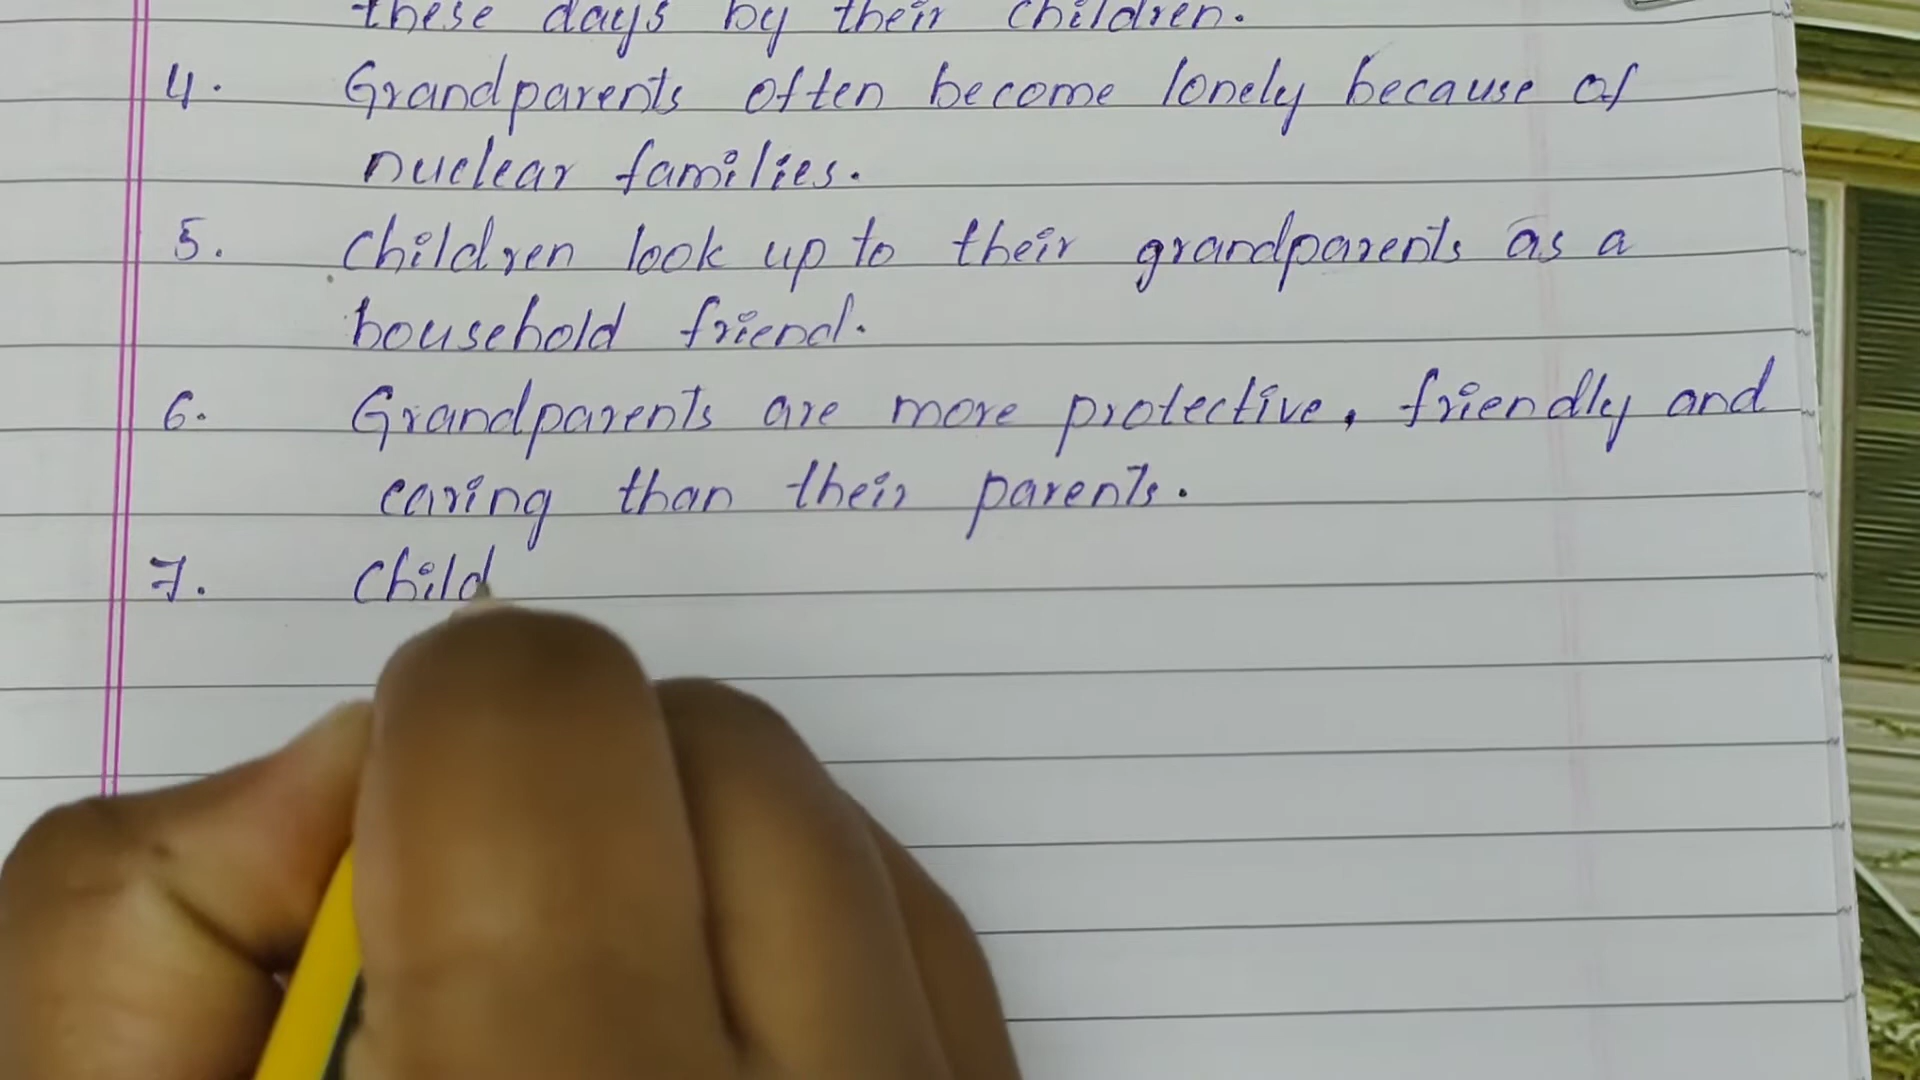 these days by their children.
4. Grandparents often become lonely because of
nuclear families.
5. Children look up to their grandparents as a
household friend.
6. Grandparents are more protective, friendly and
caring than their parents.
7. Child